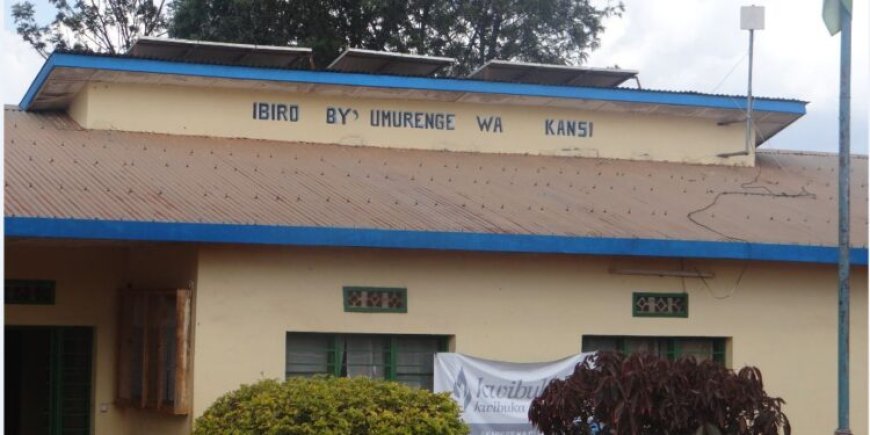 IBIRO BY' UMURENGE WA KANSI
kwibuka